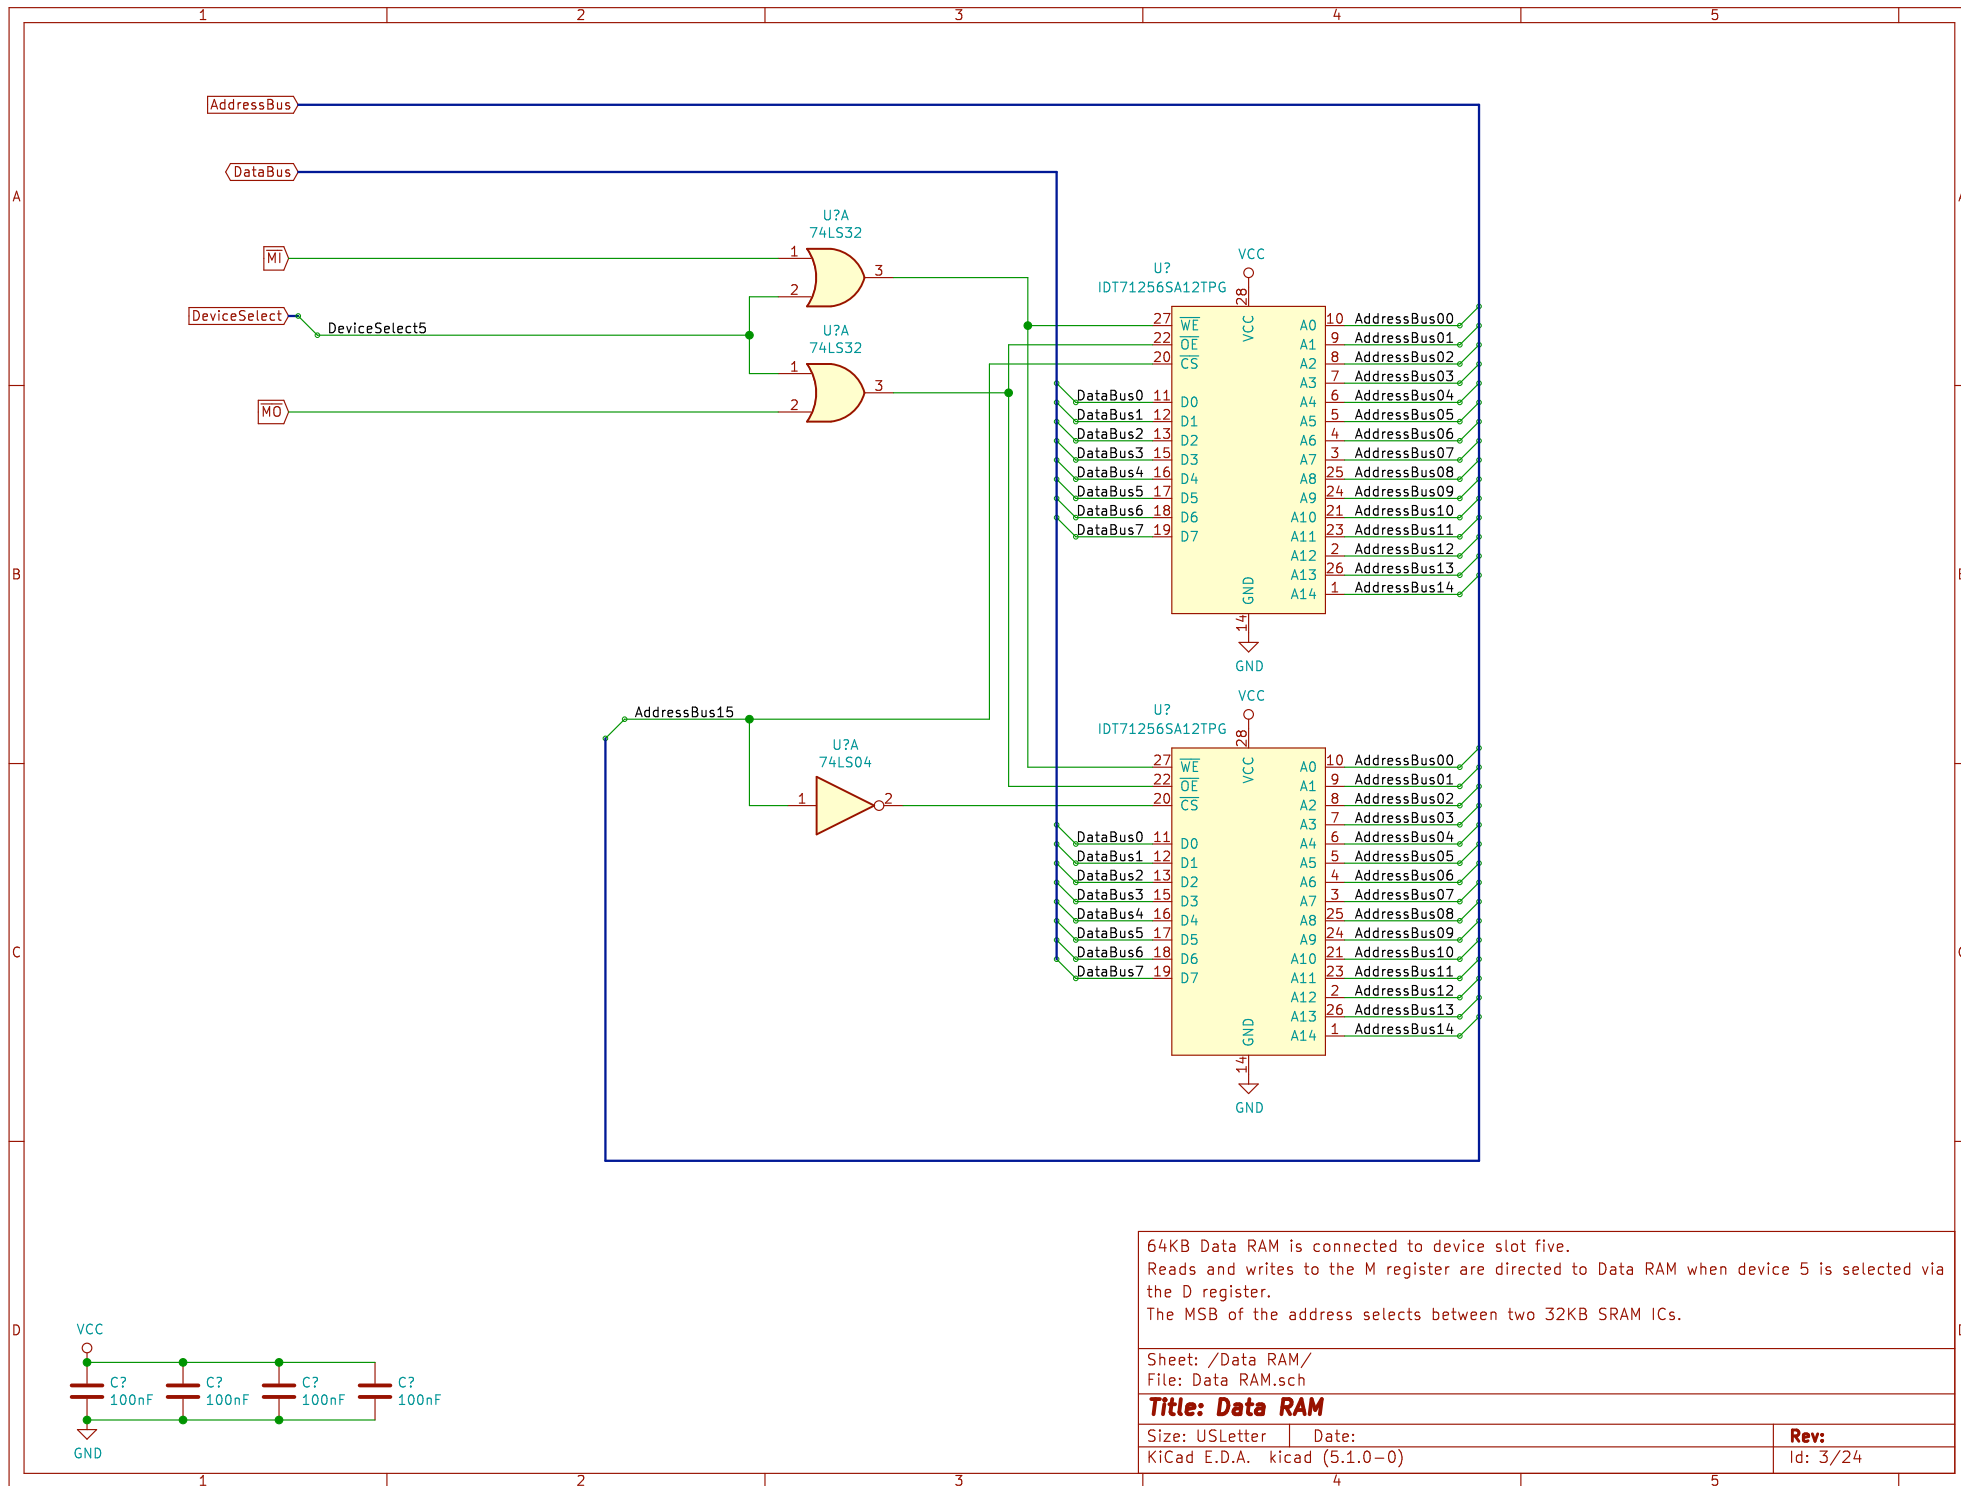 1 2 3 4 5
AddressBus
DataBus
A
U?A
74LS32
MI
1
2
3
DeviceSelect
DeviceSelect5
U?A
74LS32
MO
1
2
3
VCC
U?
IDT71256SA12TPG
28
VCC
27 WE A0 10 AddressBus00
22 OE A1 9 AddressBus01
20 CS A2 8 AddressBus02
A3 7 AddressBus03
DataBus0 11 D0 A4 6 AddressBus04
DataBus1 12 D1 A5 5 AddressBus05
DataBus2 13 D2 A6 4 AddressBus06
DataBus3 15 D3 A7 3 AddressBus07
DataBus4 16 D4 A8 25 AddressBus08
DataBus5 17 D5 A9 24 AddressBus09
DataBus6 18 D6 A10 21 AddressBus10
DataBus7 19 D7 A11 23 AddressBus11
A12 2 AddressBus12
A13 26 AddressBus13
A14 1 AddressBus14
GND
14
GND
B
AddressBus15
U?A
74LS04
1
2
VCC
U?
IDT71256SA12TPG
28
VCC
27 WE A0 10 AddressBus00
22 OE A1 9 AddressBus01
20 CS A2 8 AddressBus02
A3 7 AddressBus03
DataBus0 11 D0 A4 6 AddressBus04
DataBus1 12 D1 A5 5 AddressBus05
DataBus2 13 D2 A6 4 AddressBus06
DataBus3 15 D3 A7 3 AddressBus07
DataBus4 16 D4 A8 25 AddressBus08
DataBus5 17 D5 A9 24 AddressBus09
DataBus6 18 D6 A10 21 AddressBus10
DataBus7 19 D7 A11 23 AddressBus11
A12 2 AddressBus12
A13 26 AddressBus13
A14 1 AddressBus14
GND
14
GND
C
D
VCC
C? C? C? C?
100nF 100nF 100nF 100nF
GND
64KB Data RAM is connected to device slot five.
Reads and writes to the M register are directed to Data RAM when device 5 is selected via
the D register.
The MSB of the address selects between two 32KB SRAM ICs.
Sheet: /Data RAM/
File: Data RAM.sch
Title: Data RAM
Size: USLetter Date: Rev:
KiCad E.D.A. kicad (5.1.0-0) Id: 3/24
1 2 3 4 5